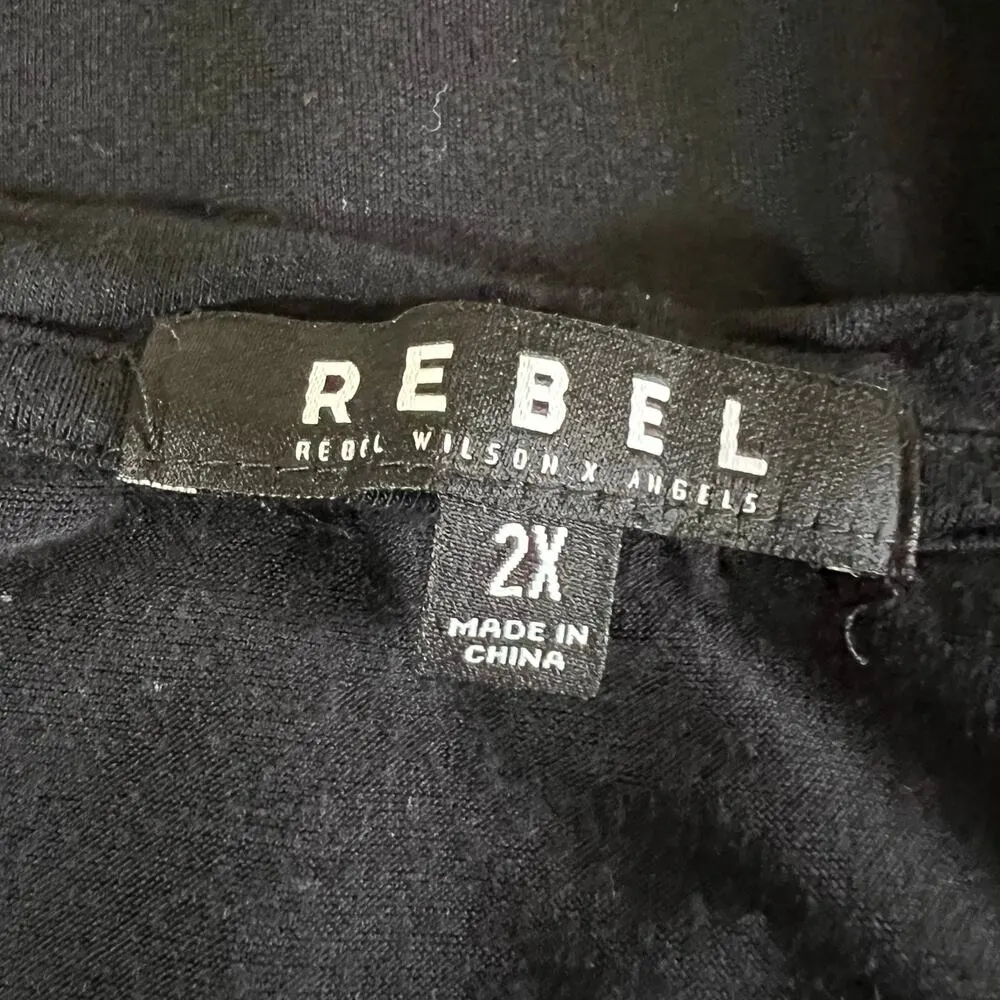 REBEL
REBEL WILSON X ANGELS
2X
MADE IN
CHINA